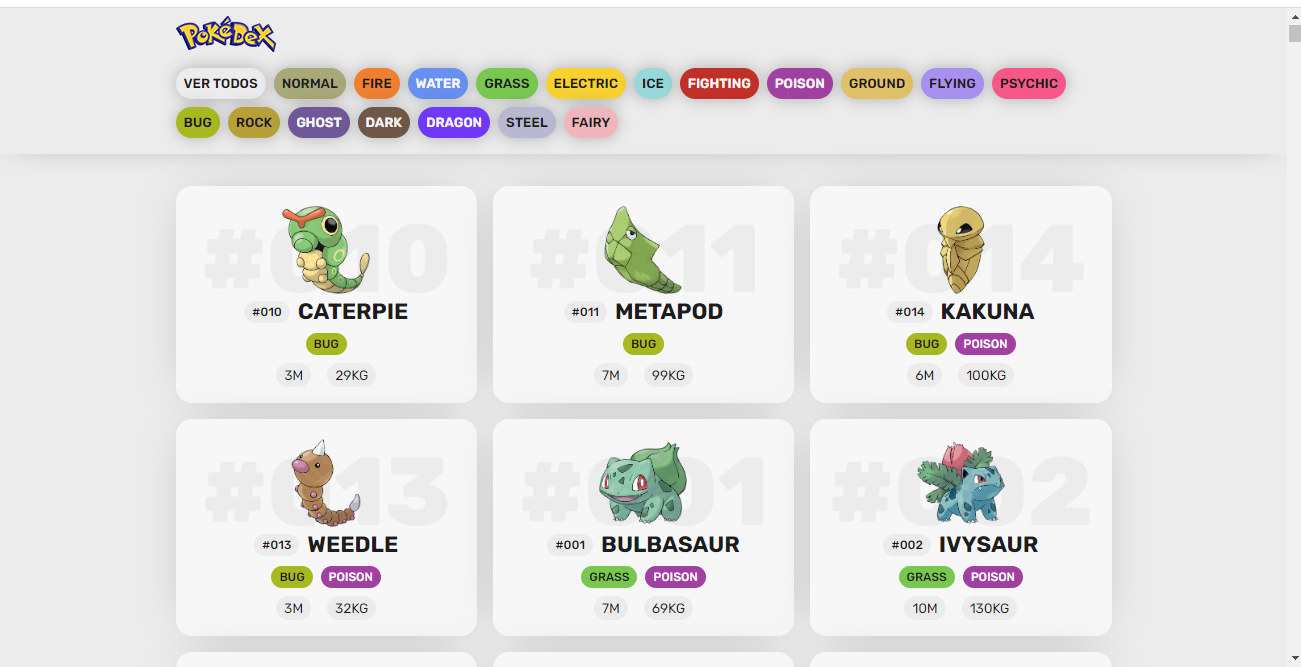 PokéDex
VER TODOS NORMAL FIRE WATER GRASS ELECTRIC ICE FIGHTING POISON GROUND FLYING PSYCHIC
BUG ROCK GHOST DARK DRAGON STEEL FAIRY
#010 #011 #014
#010 CATERPIE #011 METAPOD #014 KAKUNA
BUG BUG BUG POISON
3M 29KG 7M 99KG 6M 100KG
#013 #001 #002
#013 WEEDLE #001 BULBASAUR #002 IVYSAUR
BUG POISON GRASS POISON GRASS POISON
3M 32KG 7M 69KG 10M 130KG